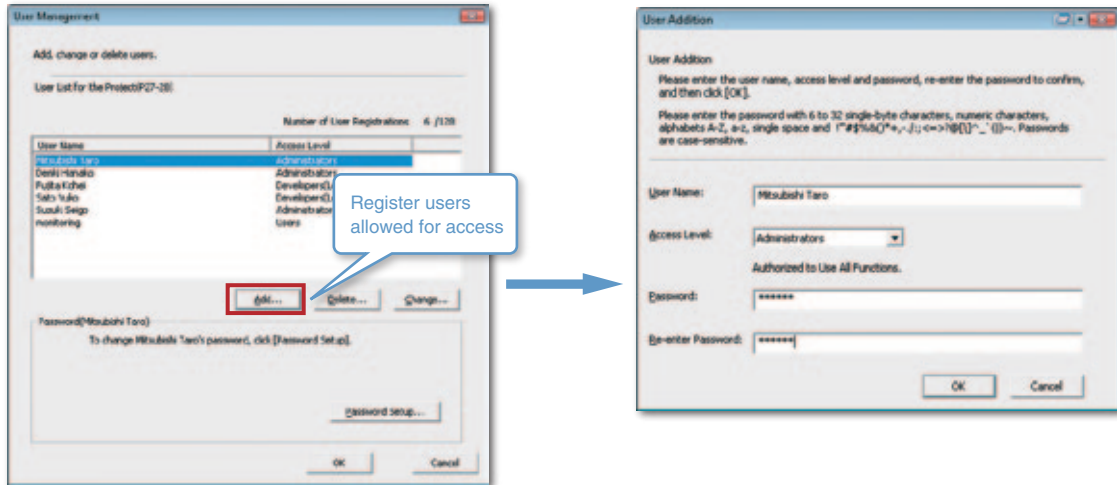 User Management
Add, change or delete users.
User List for the Project(P27-28)
Number of User Registrations: 6 /128
User Name Access Level
Mitsubishi Taro Administrators
Denki Hanako Administrators
Fujita Kohei Developers(L
Sato Yuko Developers(L
Suzuki Seigo Administrator
monitoring Users
Register users
allowed for access
Add... Delete... Change...
Password(Mitsubishi Taro)
To change Mitsubishi Taro's password, click [Password Setup].
Password Setup...
OK Cancel
User Addition
User Addition
Please enter the user name, access level and password, re-enter the password to confirm,
and then click [OK].
Please enter the password with 6 to 32 single-byte characters, numeric characters,
alphabets A-Z, a-z, single space and !"#$%&()*+,-./:;<=>?@[\]^_`{|}~. Passwords
are case-sensitive.
User Name: Mitsubishi Taro
Access Level: Administrators
Authorized to Use All Functions.
Password: ******
Re-enter Password: ******
OK Cancel